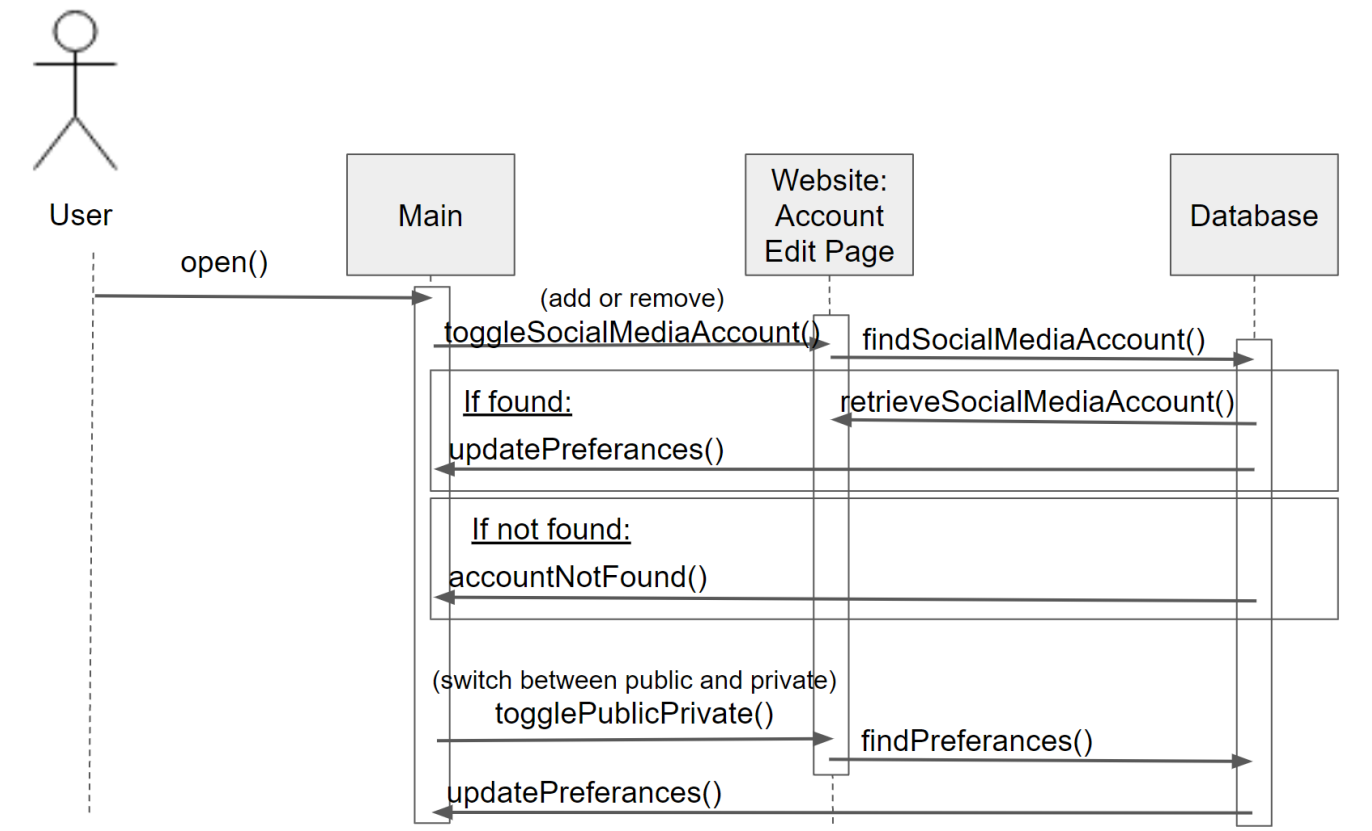 User
Main
Website:
Account
Edit Page
Database
open()
(add or remove)
toggleSocialMediaAccount()
findSocialMediaAccount()
If found:
retrieveSocialMediaAccount()
updatePreferances()
If not found:
accountNotFound()
(switch between public and private)
togglePublicPrivate()
findPreferances()
updatePreferances()